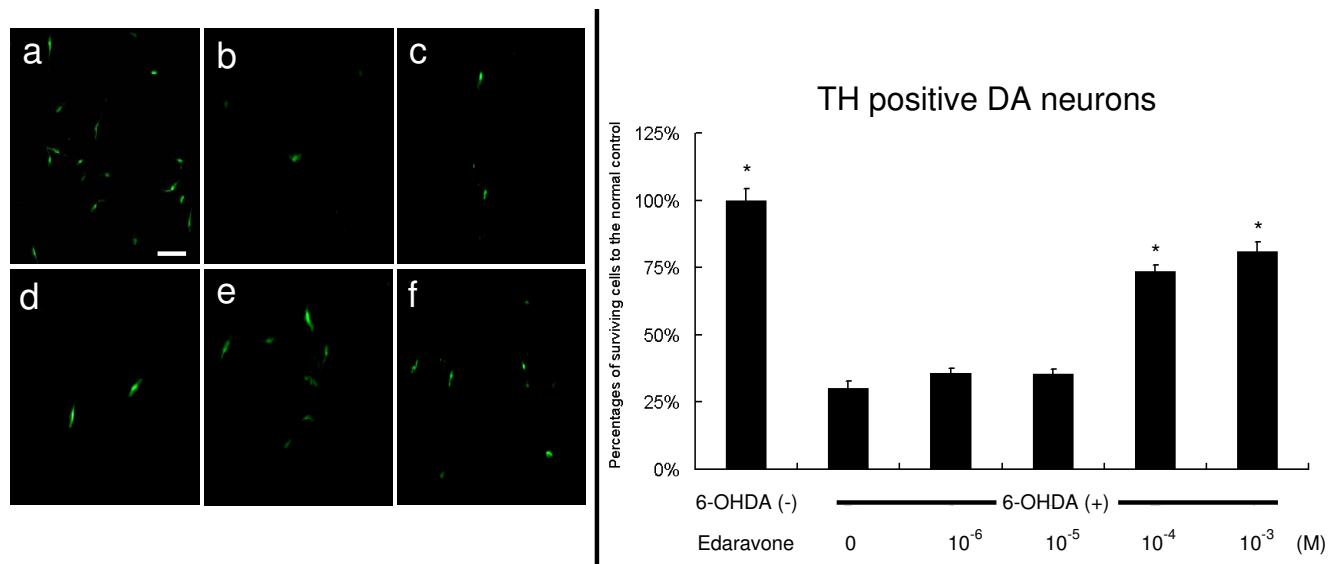 a
b
c
d
e
f
TH positive DA neurons
Percentages of surviving cells to the normal control
125%
100%
75%
50%
25%
0%
*
*
*
6-OHDA (-) 6-OHDA (+)
Edaravone 0 10⁻⁶ 10⁻⁵ 10⁻⁴ 10⁻³ (M)